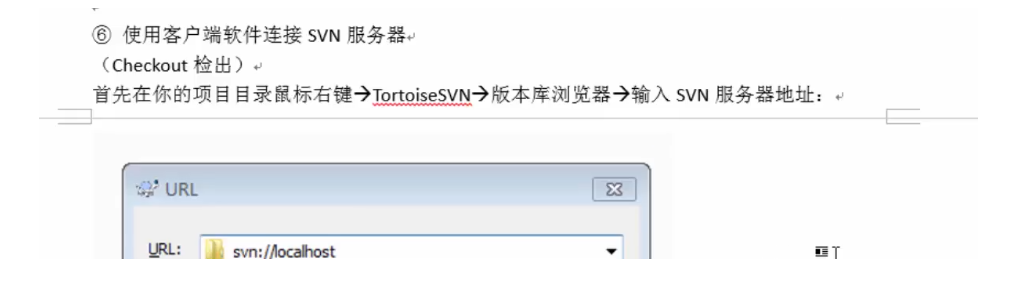 ⑥ 使用客户端软件连接 SVN 服务器
（Checkout 检出）
首先在你的项目目录鼠标右键→TortoiseSVN→版本库浏览器→输入 SVN 服务器地址：
URL
URL: svn://localhost